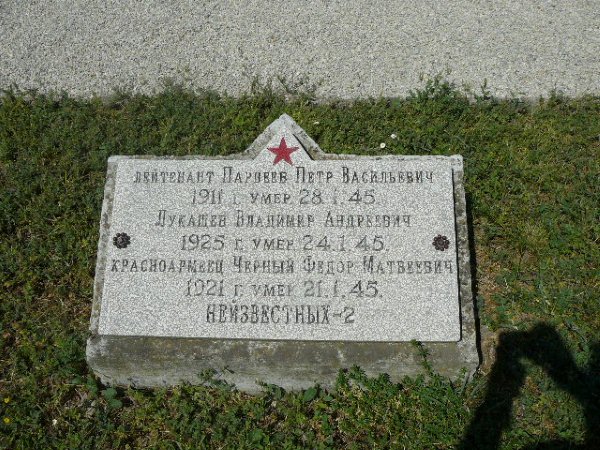 ЛЕЙТЕНАНТ ПАРНЕЕВ ПЕТР ВАСИЛЬЕВИЧ
1911 Г. УМЕР 28.1.45.
ЛУКАШЕВ ВЛАДИМИР АНДРЕЕВИЧ
1925 Г. УМЕР 24.1.45.
КРАСНОАРМЕЕЦ ЧЕРНЫЙ ФЕДОР МАТВЕЕВИЧ
1921 Г. УМЕР 21.1.45.
НЕИЗВЕСТНЫХ-2